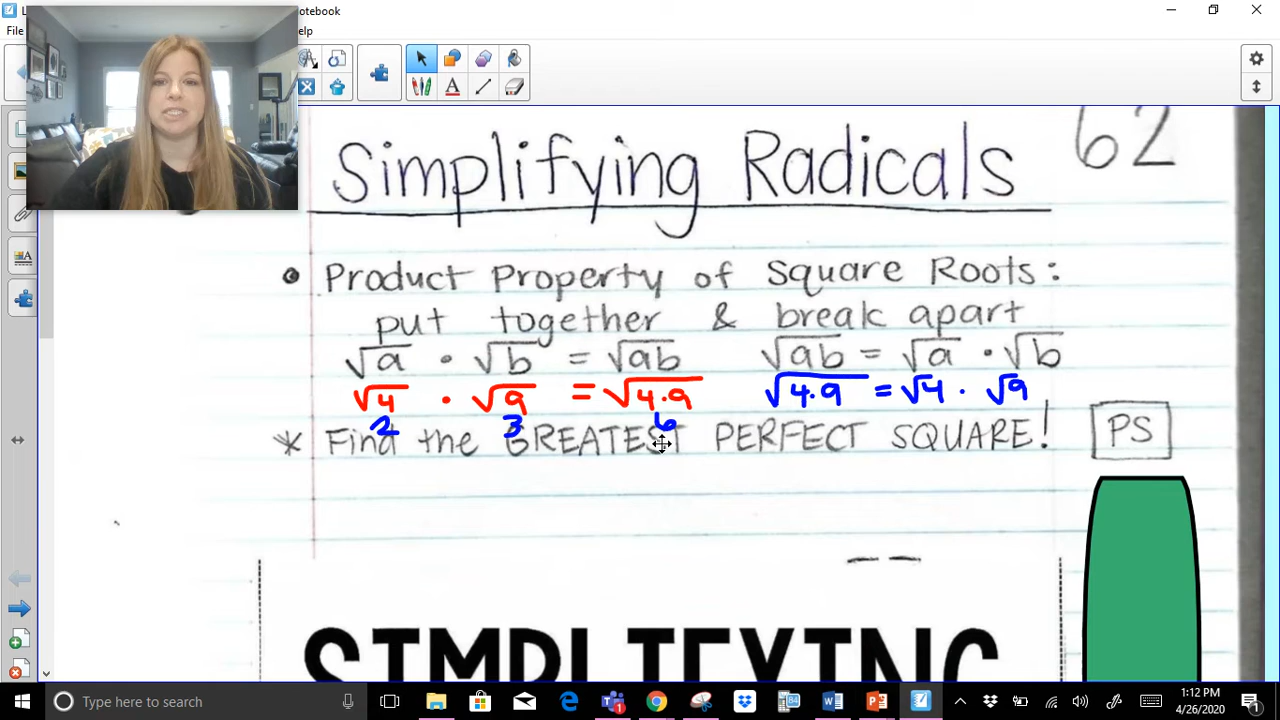 otebook
File
elp
62
Simplifying Radicals
• Product Property of Square Roots:
put together & break apart
√a · √b = √ab √ab = √a · √b
√4 · √9 = √4·9 √4·9 = √4 · √9
2 3 6
* Find the GREATEST PERFECT SQUARE! PS
SIMPLIFYING
Type here to search
1:12 PM
4/26/2020